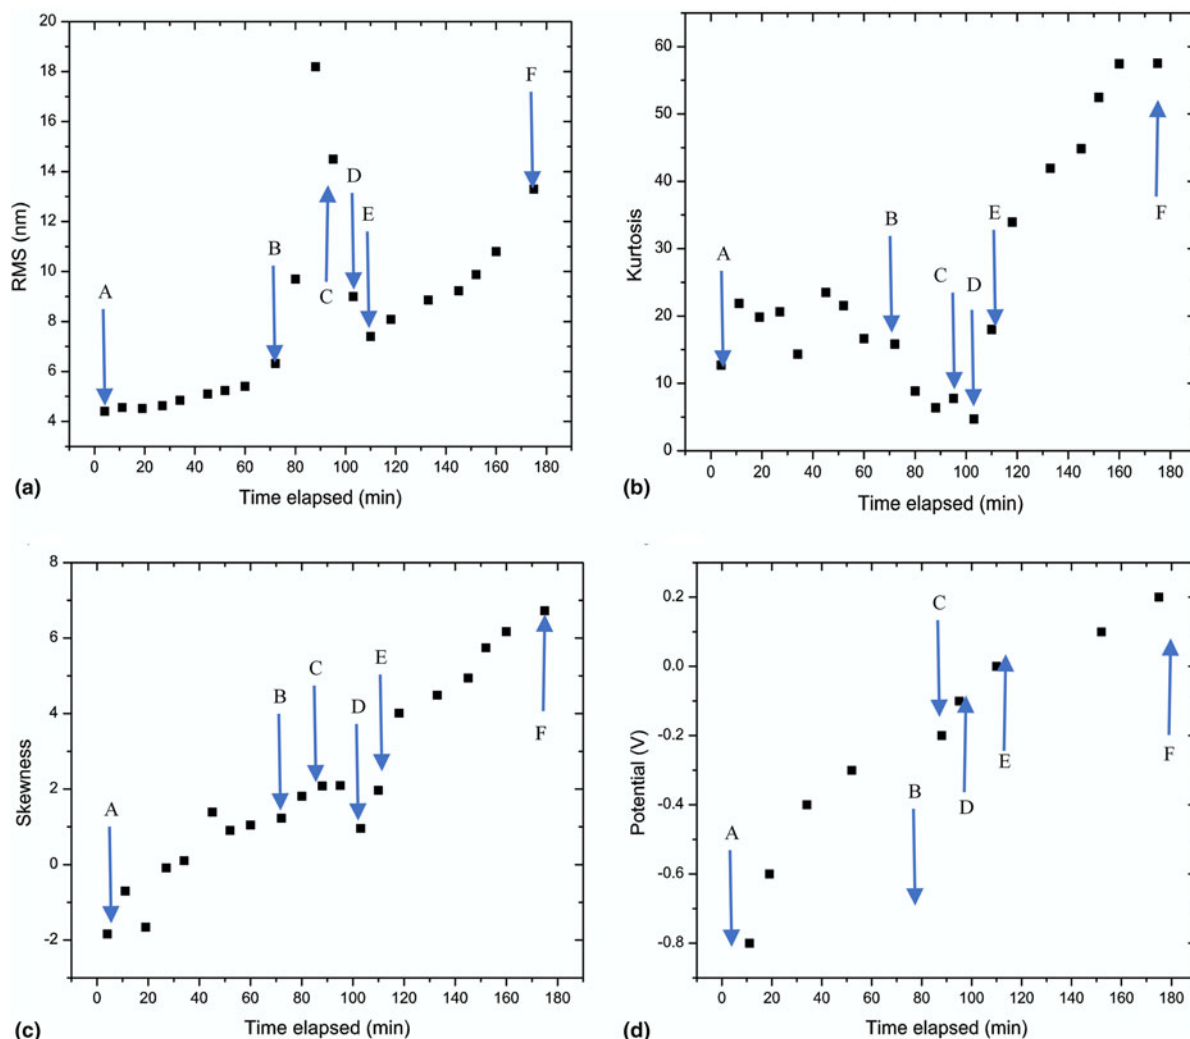 20
18
16
14
12
10
8
6
4
RMS (nm)
A
B
C
D
E
F
0 20 40 60 80 100 120 140 160 180
Time elapsed (min)
(a)
60
50
40
30
20
10
0
Kurtosis
A
B
C
D
E
F
0 20 40 60 80 100 120 140 160 180
Time elapsed (min)
(b)
8
6
4
2
0
-2
Skewness
A
B
C
D
E
F
0 20 40 60 80 100 120 140 160 180
Time elapsed (min)
(c)
0.2
0.0
-0.2
-0.4
-0.6
-0.8
Potential (V)
A
B
C
D
E
F
0 20 40 60 80 100 120 140 160 180
Time elapsed (min)
(d)